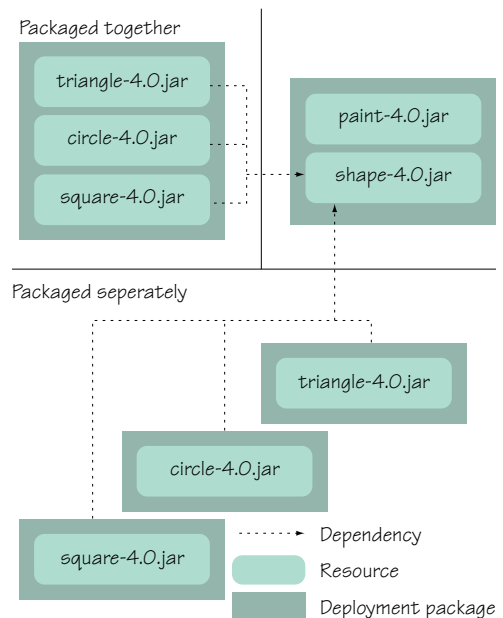 Packaged together
triangle-4.0.jar
circle-4.0.jar
square-4.0.jar
paint-4.0.jar
shape-4.0.jar
Packaged seperately
triangle-4.0.jar
circle-4.0.jar
square-4.0.jar
Dependency
Resource
Deployment package